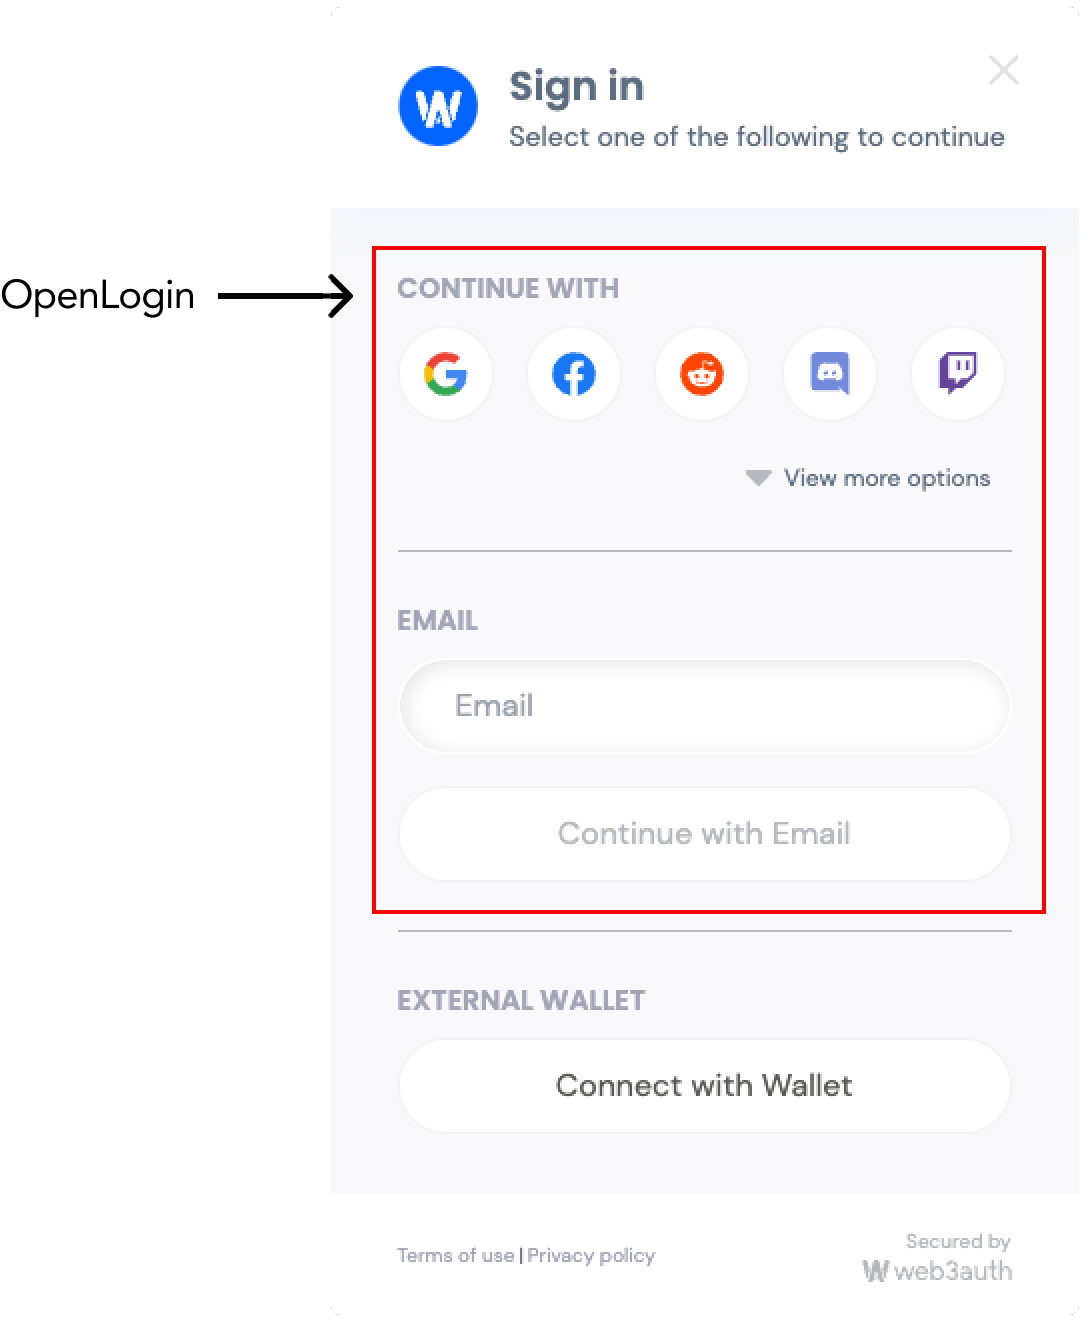 Sign in
Select one of the following to continue
OpenLogin
CONTINUE WITH
View more options
EMAIL
Email
Continue with Email
EXTERNAL WALLET
Connect with Wallet
Terms of use | Privacy policy
Secured by
web3auth